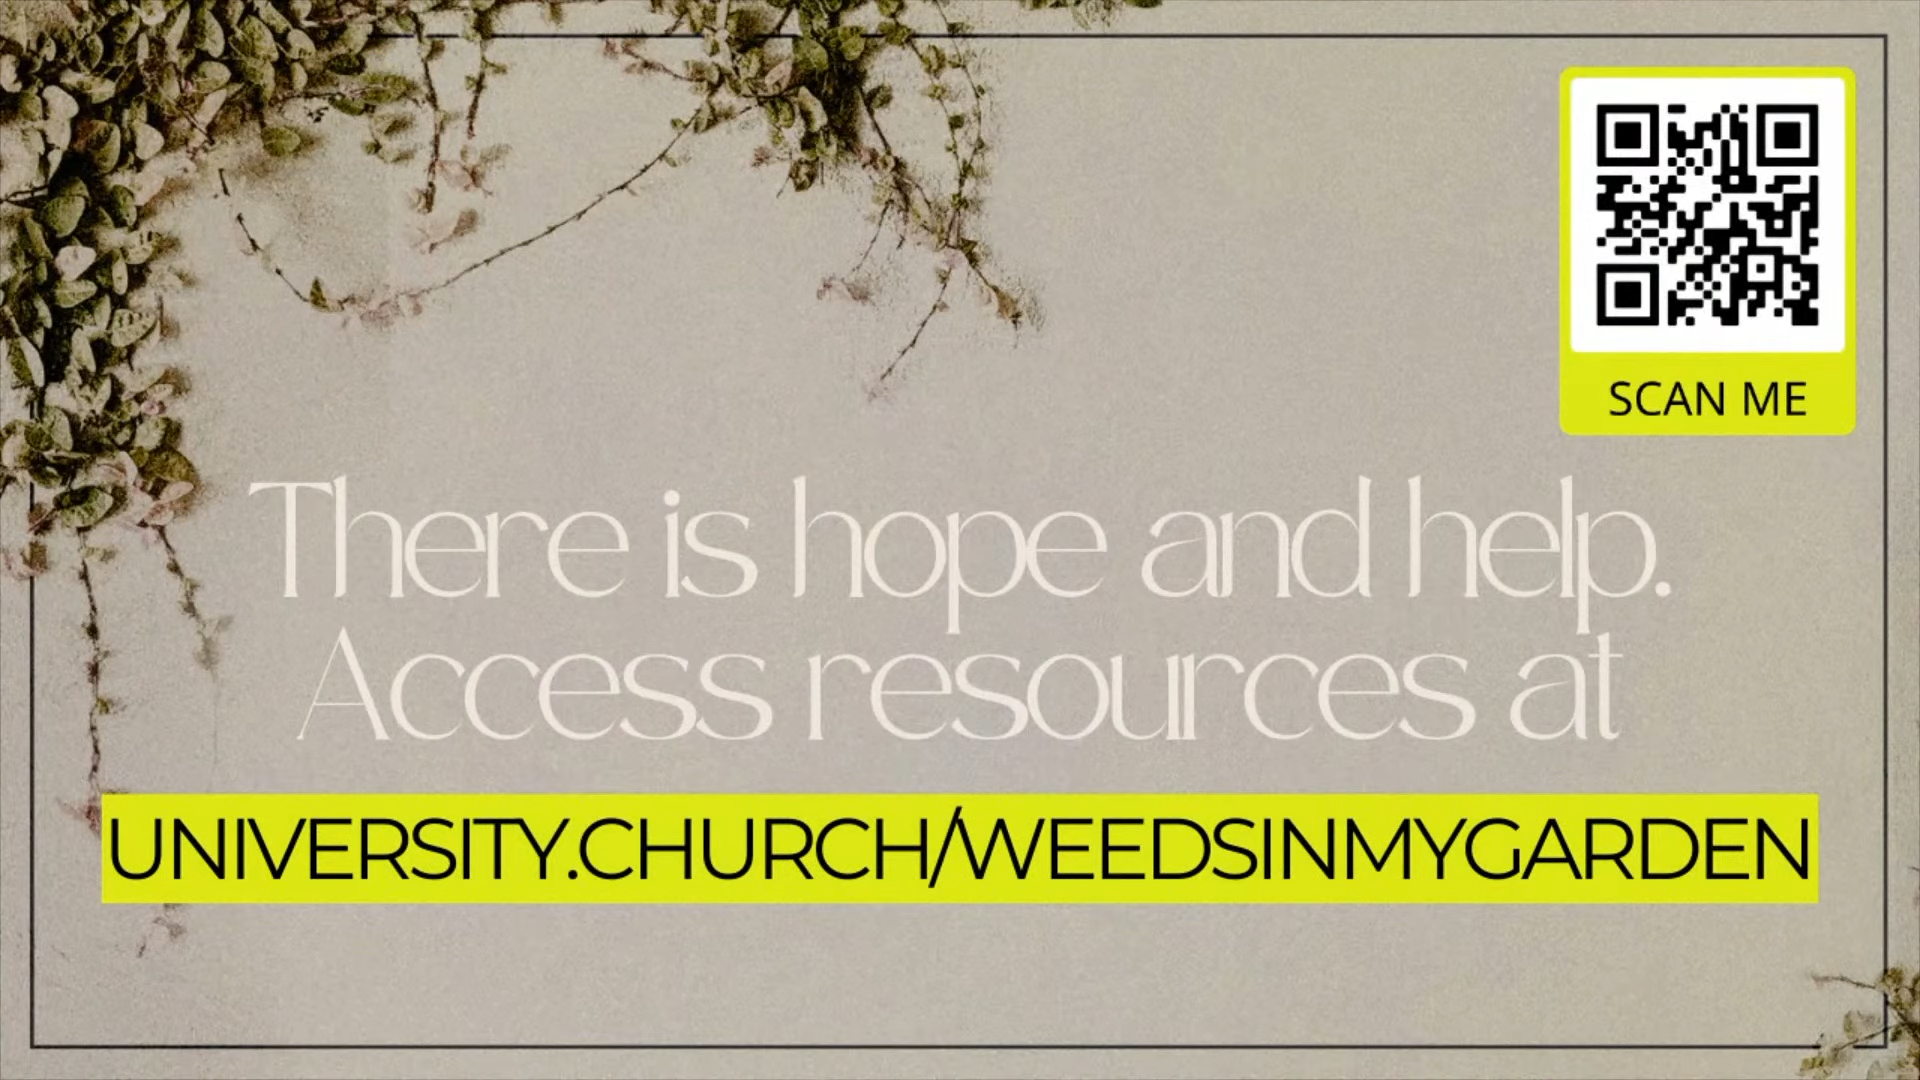 SCAN ME
There is hope and help.
Access resources at
UNIVERSITY.CHURCH/WEEDSINMYGARDEN